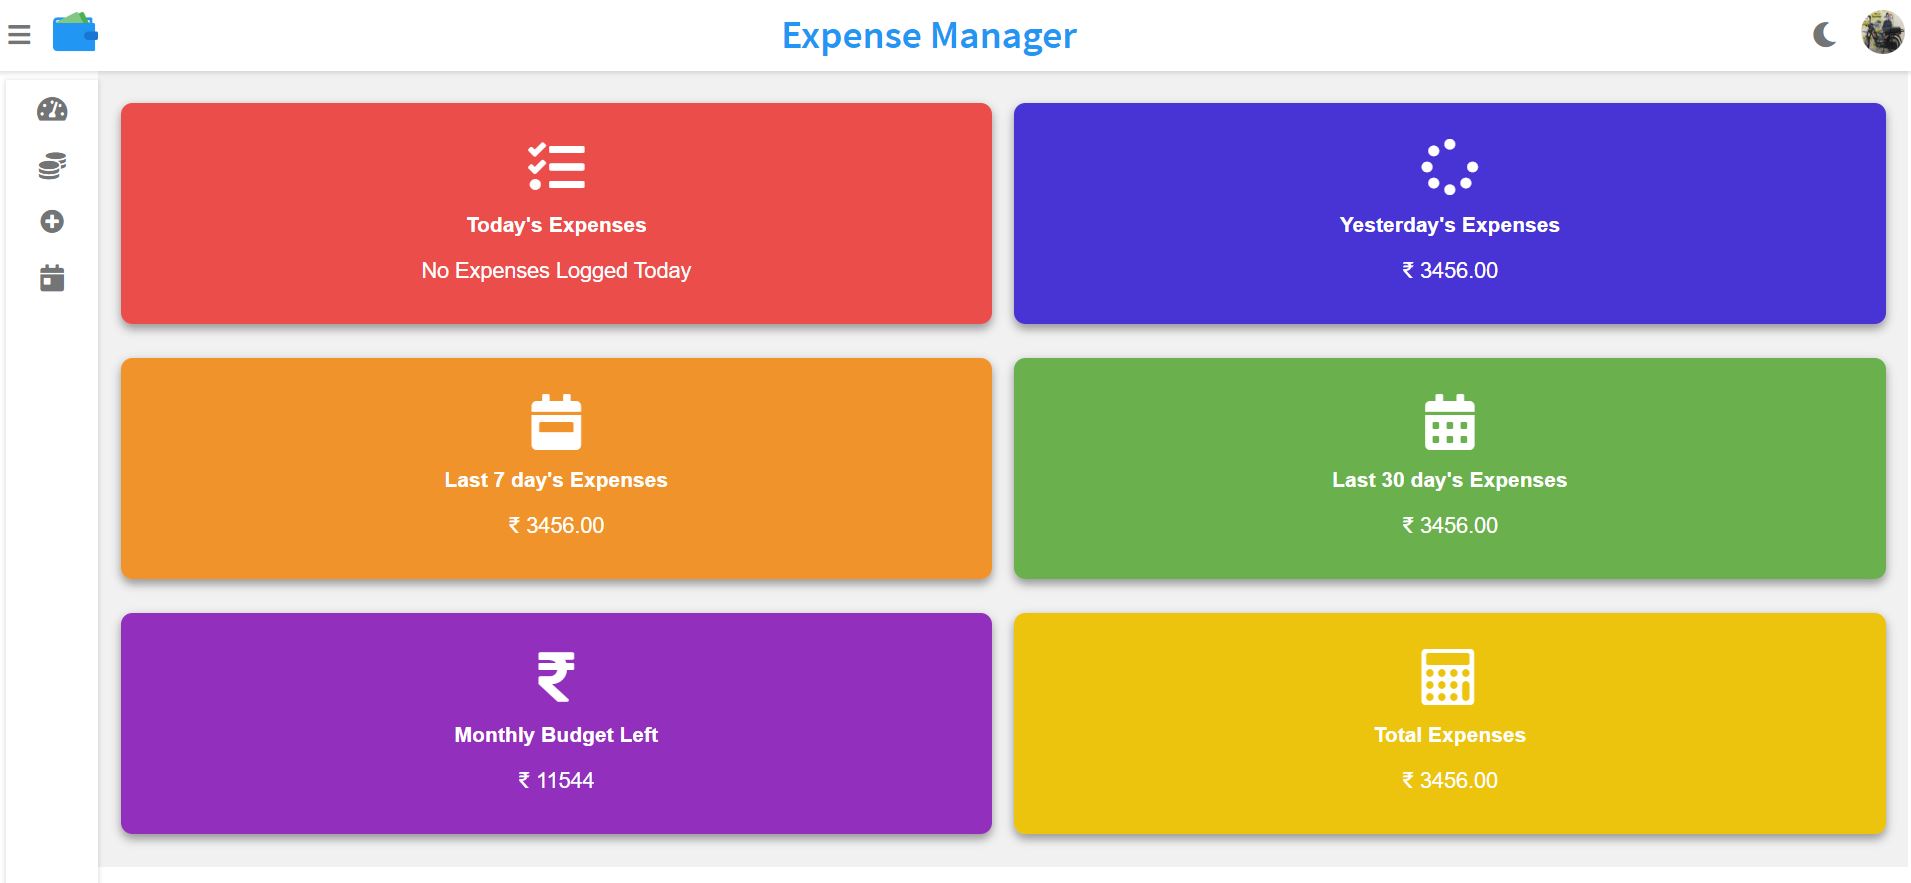 Expense Manager
Today's Expenses
No Expenses Logged Today
Yesterday's Expenses
₹ 3456.00
Last 7 day's Expenses
₹ 3456.00
Last 30 day's Expenses
₹ 3456.00
Monthly Budget Left
₹ 11544
Total Expenses
₹ 3456.00